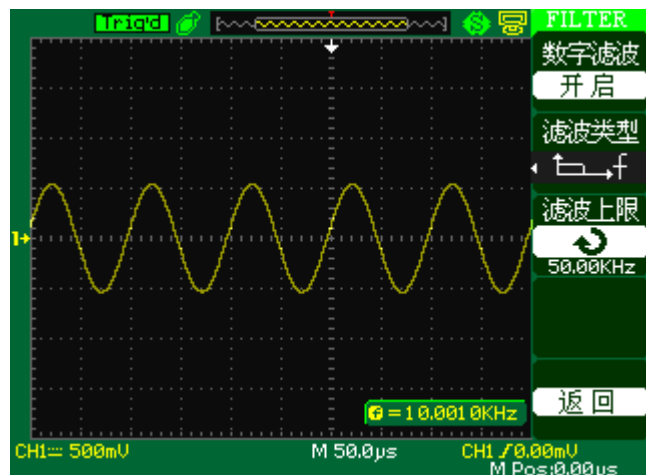 Trig'd
FILTER
数字滤波
开启
滤波类型
f
滤波上限
50.00KHz
1
f=10.0010KHz
返回
CH1 500mV
M 50.0µs
CH1 0.00mV
M Pos:0.00µs